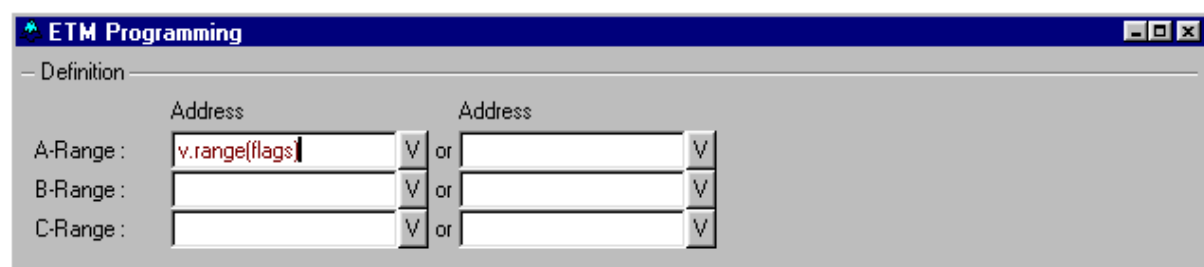 ETM Programming
Definition
Address Address
A-Range : v.range(flags) V or V
B-Range : V or V
C-Range : V or V